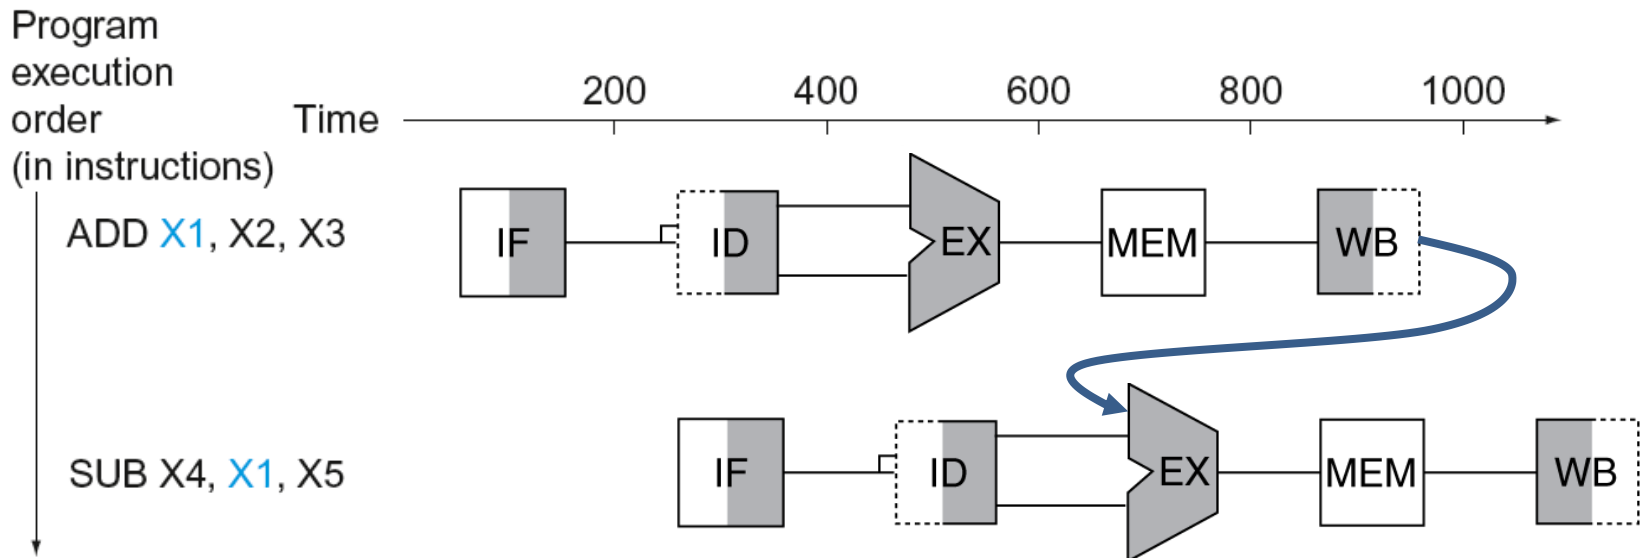 Program
execution
order
(in instructions)
Time
200 400 600 800 1000
ADD X1, X2, X3
IF ID EX MEM WB
SUB X4, X1, X5
IF ID EX MEM WB